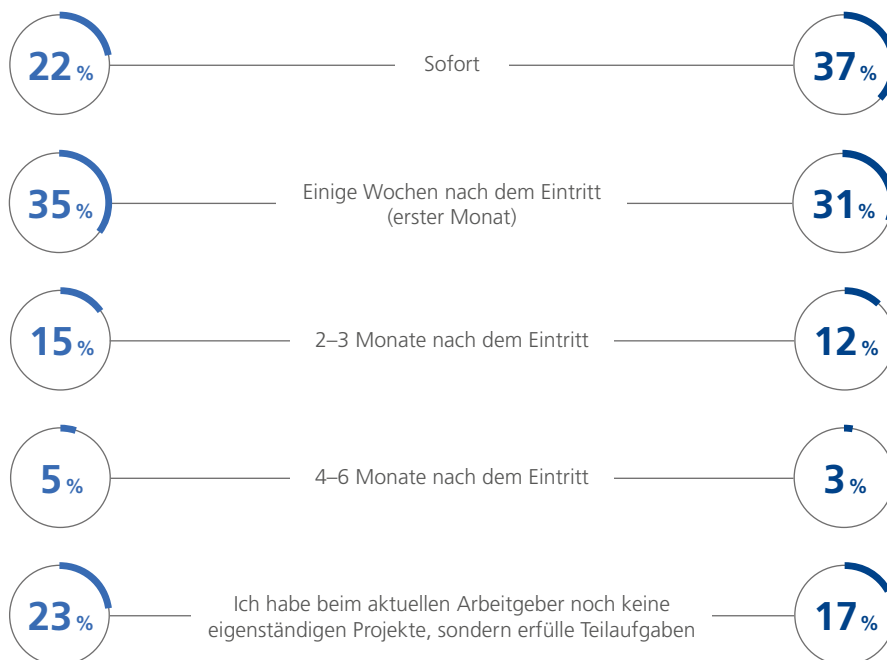 22 %
Sofort
37 %
35 %
Einige Wochen nach dem Eintritt
(erster Monat)
31 %
15 %
2–3 Monate nach dem Eintritt
12 %
5 %
4–6 Monate nach dem Eintritt
3 %
23 %
Ich habe beim aktuellen Arbeitgeber noch keine
eigenständigen Projekte, sondern erfülle Teilaufgaben
17 %